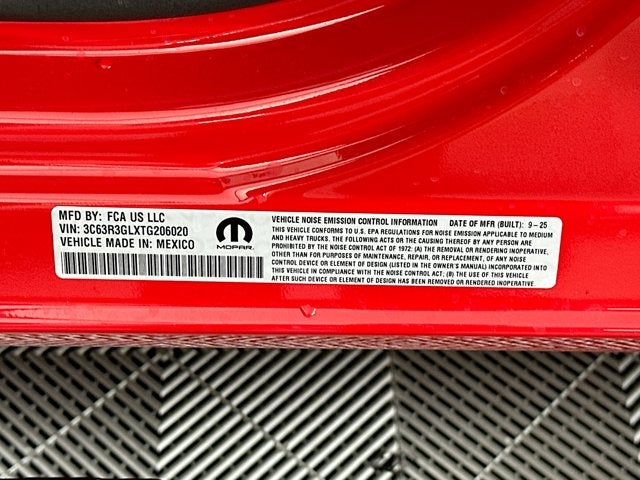 MFD BY: FCA US LLC
VIN: 3C63R3GLXTG206020
VEHICLE MADE IN: MEXICO
MOPAR
VEHICLE NOISE EMISSION CONTROL INFORMATION DATE OF MFR (BUILT): 9-25
THIS VEHICLE CONFORMS TO U.S. EPA REGULATIONS FOR NOISE EMISSION APPLICABLE TO MEDIUM
AND HEAVY TRUCKS. THE FOLLOWING ACTS OR THE CAUSING THEREOF BY ANY PERSON ARE
PROHIBITED BY THE NOISE CONTROL ACT OF 1972: (A) THE REMOVAL OR RENDERING INOPERATIVE,
OTHER THAN FOR PURPOSES OF MAINTENANCE, REPAIR, OR REPLACEMENT, OF ANY NOISE
CONTROL DEVICE OR ELEMENT OF DESIGN (LISTED IN THE OWNER'S MANUAL) INCORPORATED INTO
THIS VEHICLE IN COMPLIANCE WITH THE NOISE CONTROL ACT; (B) THE USE OF THIS VEHICLE
AFTER SUCH DEVICE OR ELEMENT OF DESIGN HAS BEEN REMOVED OR RENDERED INOPERATIVE.